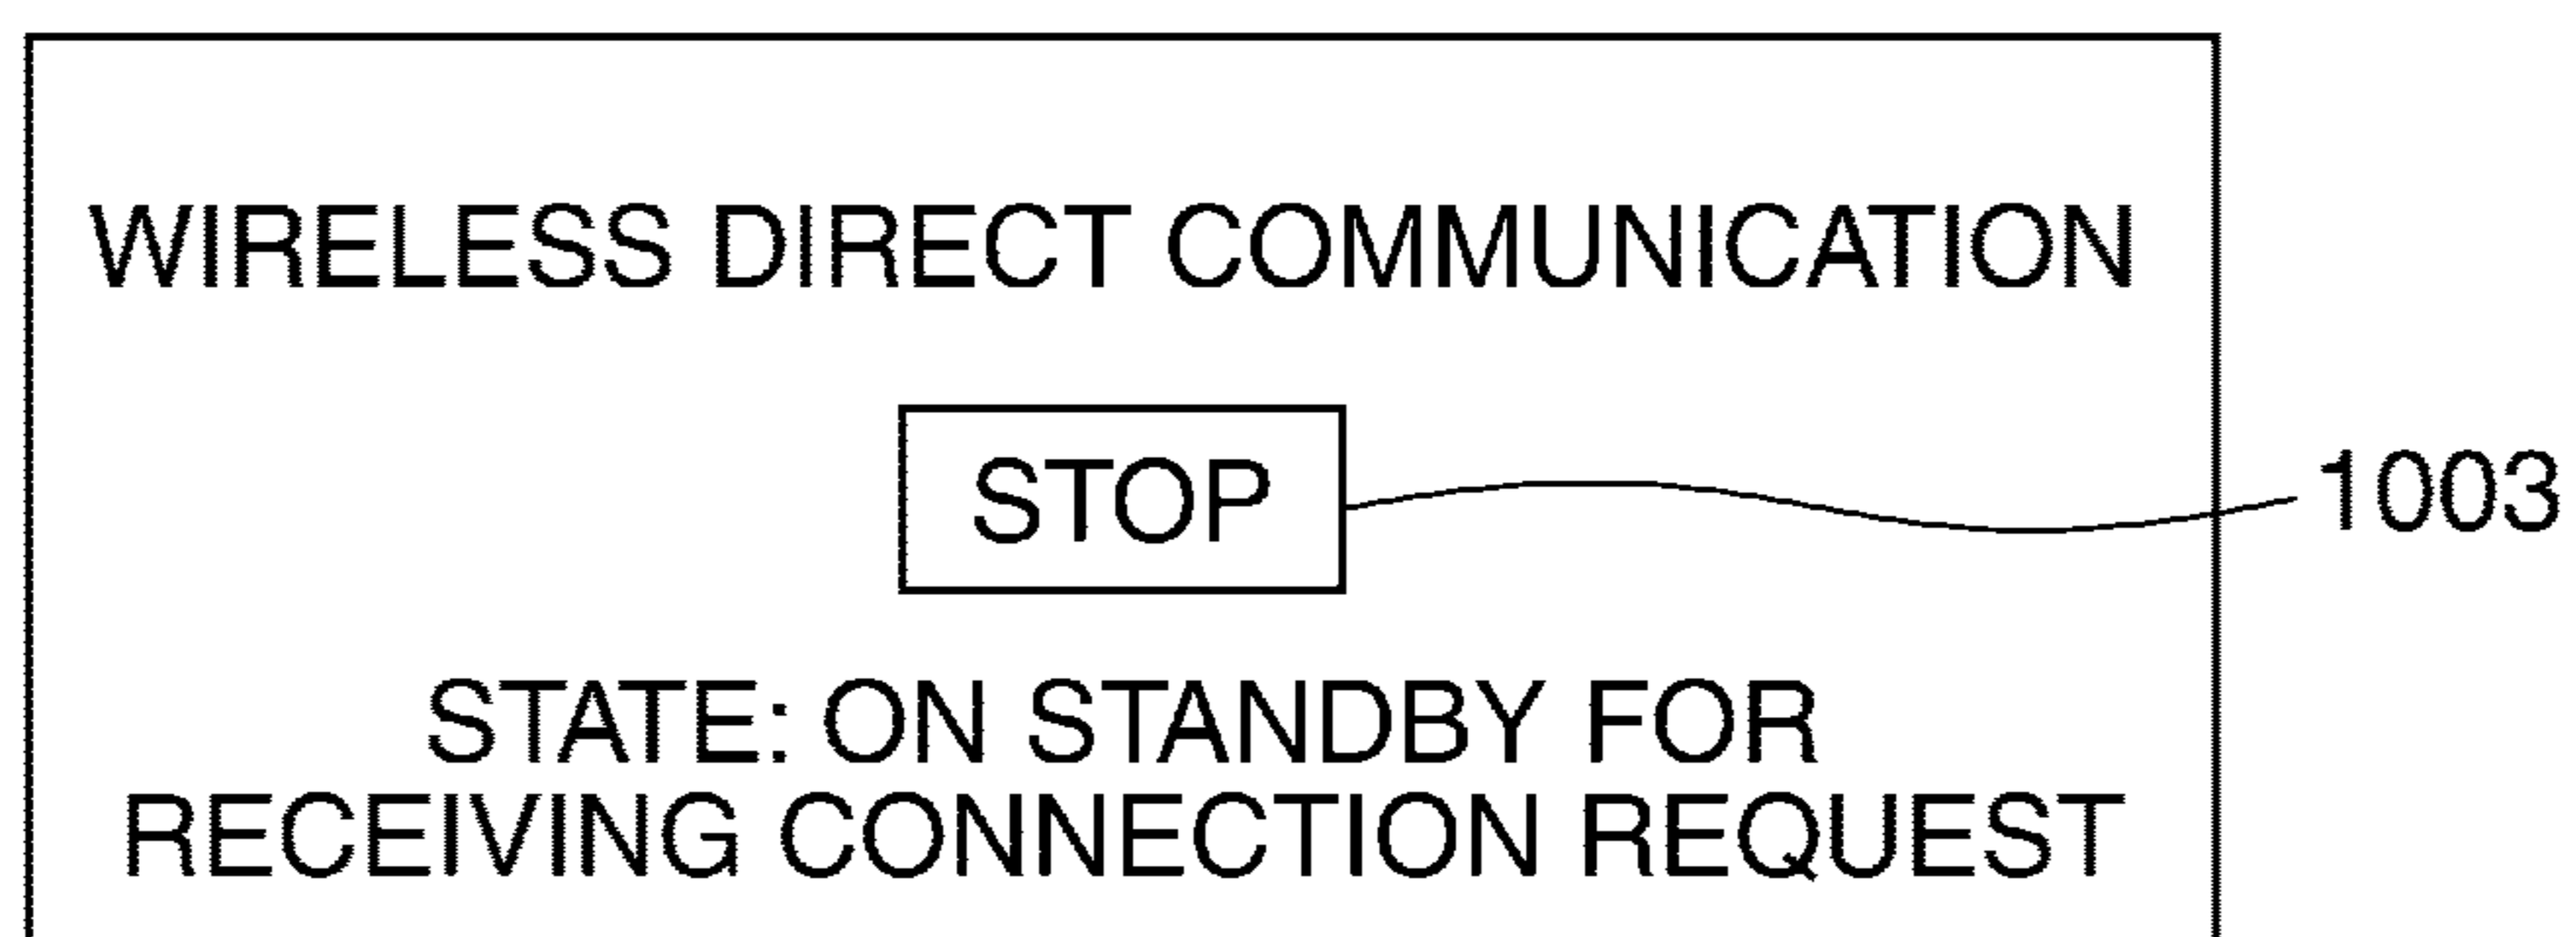 WIRELESS DIRECT COMMUNICATION
STOP
1003
STATE: ON STANDBY FOR
RECEIVING CONNECTION REQUEST